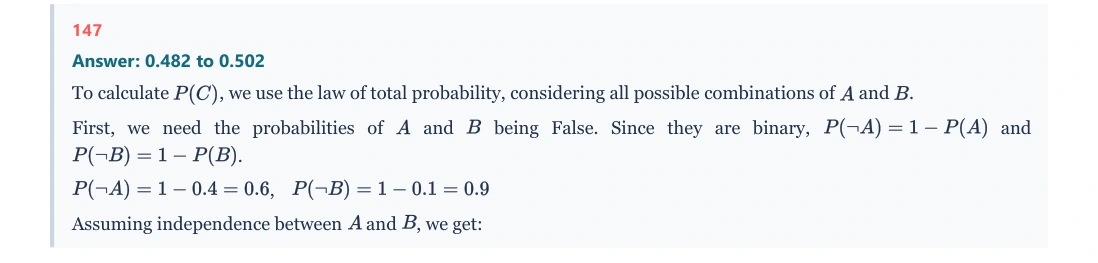 147
Answer: 0.482 to 0.502
To calculate P(C), we use the law of total probability, considering all possible combinations of A and B.
First, we need the probabilities of A and B being False. Since they are binary, P(¬A) = 1 − P(A) and
P(¬B) = 1 − P(B).
P(¬A) = 1 − 0.4 = 0.6, P(¬B) = 1 − 0.1 = 0.9
Assuming independence between A and B, we get: